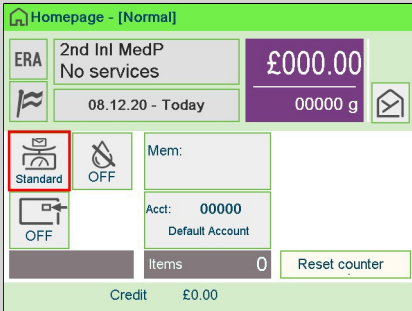 Homepage - [Normal]
ERA
2nd Inl MedP
No services
£000.00
08.12.20 - Today
00000 g
Standard
OFF
Mem:
OFF
Acct: 00000
Default Account
Items 0
Reset counter
Credit £0.00